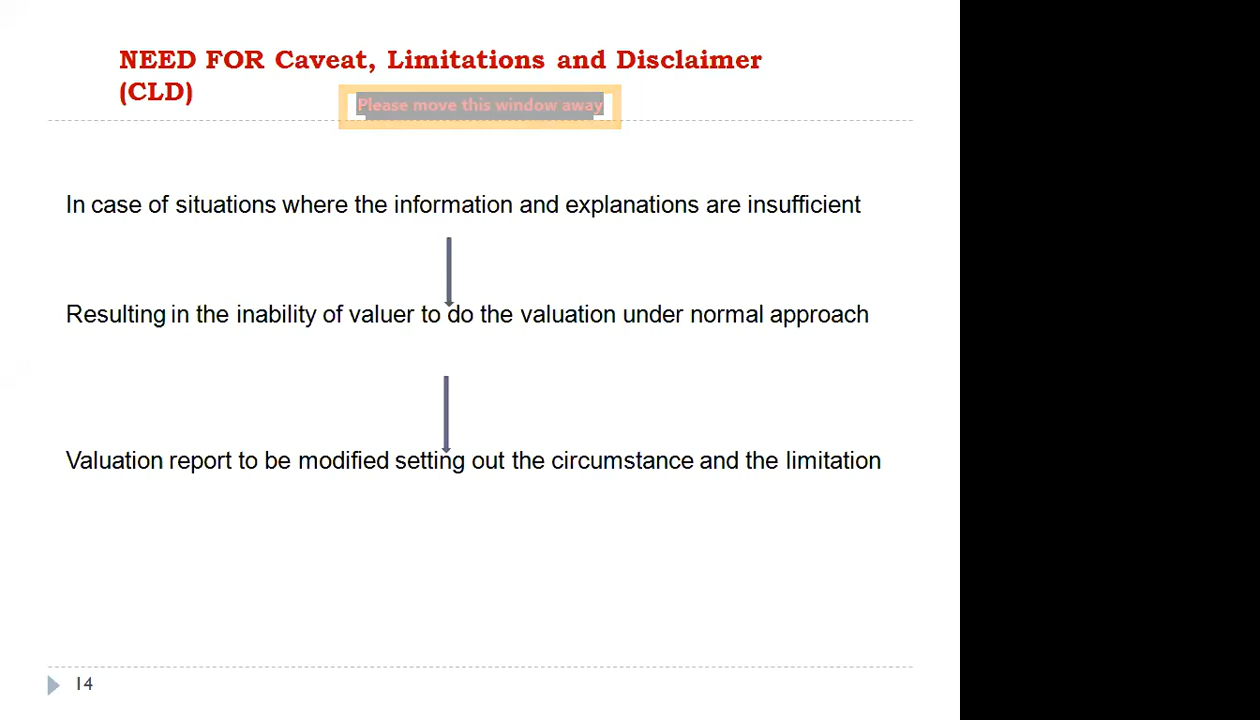 NEED FOR Caveat, Limitations and Disclaimer
(CLD)
Please move this window away
In case of situations where the information and explanations are insufficient
Resulting in the inability of valuer to do the valuation under normal approach
Valuation report to be modified setting out the circumstance and the limitation
14